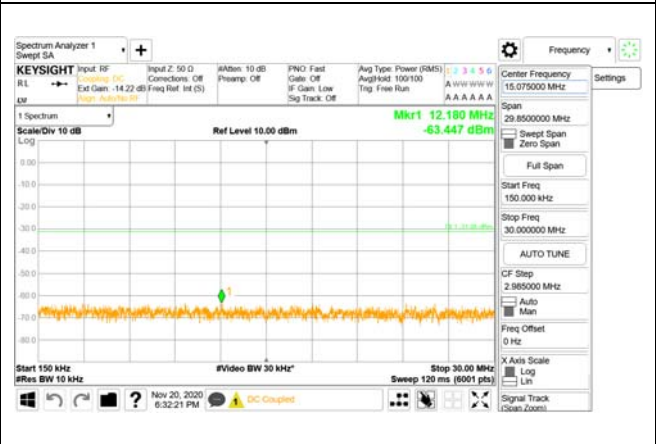 Spectrum Analyzer 1
Swept SA
+
Frequency
KEYSIGHT
RL
Input: RF
Coupling: DC
Ext Gain: -14.22 dB
Align: Auto/No RF
Input Z: 50 Ω
Corrections: Off
Freq Ref: Int (S)
#Atten: 10 dB
Preamp: Off
PNO: Fast
Gate: Off
IF Gain: Low
Sig Track: Off
Avg Type: Power (RMS)
Avg|Hold: 100/100
Trig: Free Run
1 2 3 4 5 6
A W W W W W
A A A A A A
1 Spectrum
Scale/Div 10 dB
Log
Ref Level 10.00 dBm
Mkr1 12.180 MHz
-63.447 dBm
0.00
-10.0
-20.0
-30.0
-40.0
-50.0
-60.0
-70.0
-80.0
1
Start 150 kHz
#Res BW 10 kHz
#Video BW 30 kHz*
Stop 30.00 MHz
Sweep 120 ms (6001 pts)
?
Nov 20, 2020
6:32:21 PM
1
DC Coupled
Center Frequency
15.075000 MHz
Settings
Span
29.8500000 MHz
Swept Span
Zero Span
Full Span
Start Freq
150.000 kHz
Stop Freq
30.000000 MHz
AUTO TUNE
CF Step
2.985000 MHz
Auto
Man
Freq Offset
0 Hz
X Axis Scale
Log
Lin
Signal Track
(Span Zoom)